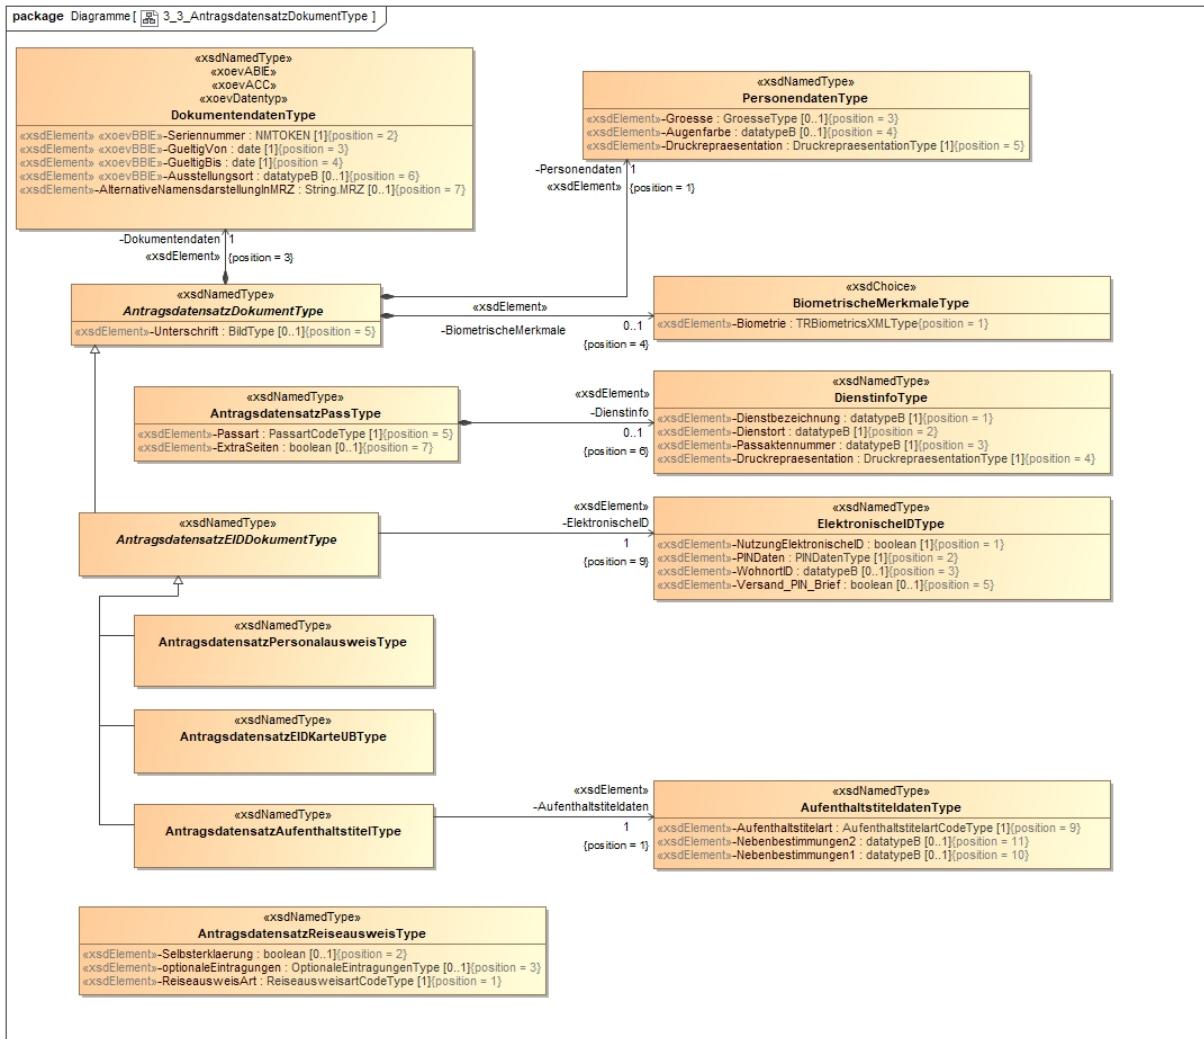 package Diagramme [ 3_3_AntragsdatensatzDokumentType ]
«xsdNamedType»
«xoevABIE»
«xoevACC»
«xoevDatentyp»
DokumentendatenType
«xsdElement» «xoevBBIE»-Seriennummer : NMTOKEN [1]{position = 2}
«xsdElement» «xoevBBIE»-GueltigVon : date [1]{position = 3}
«xsdElement» «xoevBBIE»-GueltigBis : date [1]{position = 4}
«xsdElement» «xoevBBIE»-Ausstellungsort : datatypeB [0..1]{position = 6}
«xsdElement»-AlternativeNamensdarstellungInMRZ : String.MRZ [0..1]{position = 7}
«xsdNamedType»
PersonendatenType
«xsdElement»-Groesse : GroesseType [0..1]{position = 3}
«xsdElement»-Augenfarbe : datatypeB [0..1]{position = 4}
«xsdElement»-Druckrepraesentation : DruckrepraesentationType [1]{position = 5}
-Personendaten 1
«xsdElement» {position = 1}
-Dokumentendaten 1
«xsdElement» {position = 3}
«xsdNamedType»
AntragsdatensatzDokumentType
«xsdElement»-Unterschrift : BildType [0..1]{position = 5}
«xsdElement»
-BiometrischeMerkmale 0..1
{position = 4}
«xsdChoice»
BiometrischeMerkmaleType
«xsdElement»-Biometrie : TRBiometricsXMLType{position = 1}
«xsdNamedType»
AntragsdatensatzPassType
«xsdElement»-Passart : PassartCodeType [1]{position = 5}
«xsdElement»-ExtraSeiten : boolean [0..1]{position = 7}
«xsdElement»
-Dienstinfo
0..1
{position = 6}
«xsdNamedType»
DienstinfoType
«xsdElement»-Dienstbezeichnung : datatypeB [1]{position = 1}
«xsdElement»-Dienstort : datatypeB [1]{position = 2}
«xsdElement»-Passaktennummer : datatypeB [1]{position = 3}
«xsdElement»-Druckrepraesentation : DruckrepraesentationType [1]{position = 4}
«xsdNamedType»
AntragsdatensatzEIDDokumentType
«xsdElement»
-ElektronischeID
1
{position = 9}
«xsdNamedType»
ElektronischeIDType
«xsdElement»-NutzungElektronischeID : boolean [1]{position = 1}
«xsdElement»-PINDaten : PINDatenType [1]{position = 2}
«xsdElement»-WohnortID : datatypeB [0..1]{position = 3}
«xsdElement»-Versand_PIN_Brief : boolean [0..1]{position = 5}
«xsdNamedType»
AntragsdatensatzPersonalausweisType
«xsdNamedType»
AntragsdatensatzEIDKarteUBType
«xsdNamedType»
AntragsdatensatzAufenthaltstitelType
«xsdElement»
-Aufenthaltstiteldaten
1
{position = 1}
«xsdNamedType»
AufenthaltstiteldatenType
«xsdElement»-Aufenthaltstitelart : AufenthaltstitelartCodeType [1]{position = 9}
«xsdElement»-Nebenbestimmungen2 : datatypeB [0..1]{position = 11}
«xsdElement»-Nebenbestimmungen1 : datatypeB [0..1]{position = 10}
«xsdNamedType»
AntragsdatensatzReiseausweisType
«xsdElement»-Selbsterklaerung : boolean [0..1]{position = 2}
«xsdElement»-optionaleEintragungen : OptionaleEintragungenType [0..1]{position = 3}
«xsdElement»-ReiseausweisArt : ReiseausweisartCodeType [1]{position = 1}